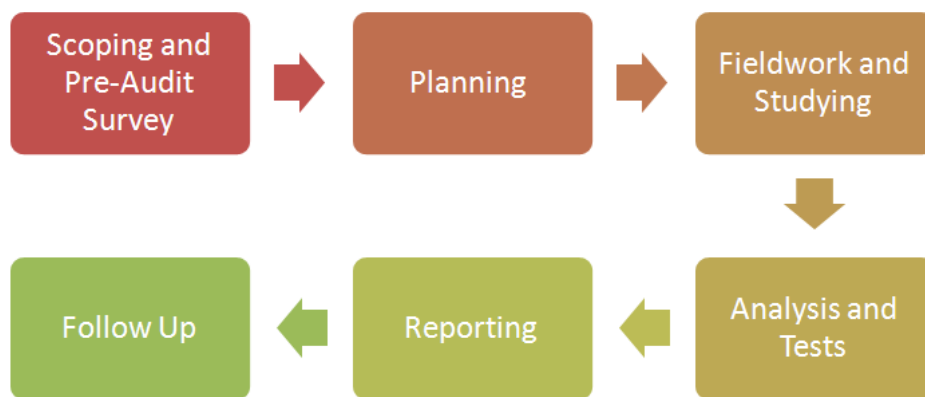 Scoping and
Pre-Audit
Survey
Planning
Fieldwork and
Studying
Analysis and
Tests
Reporting
Follow Up